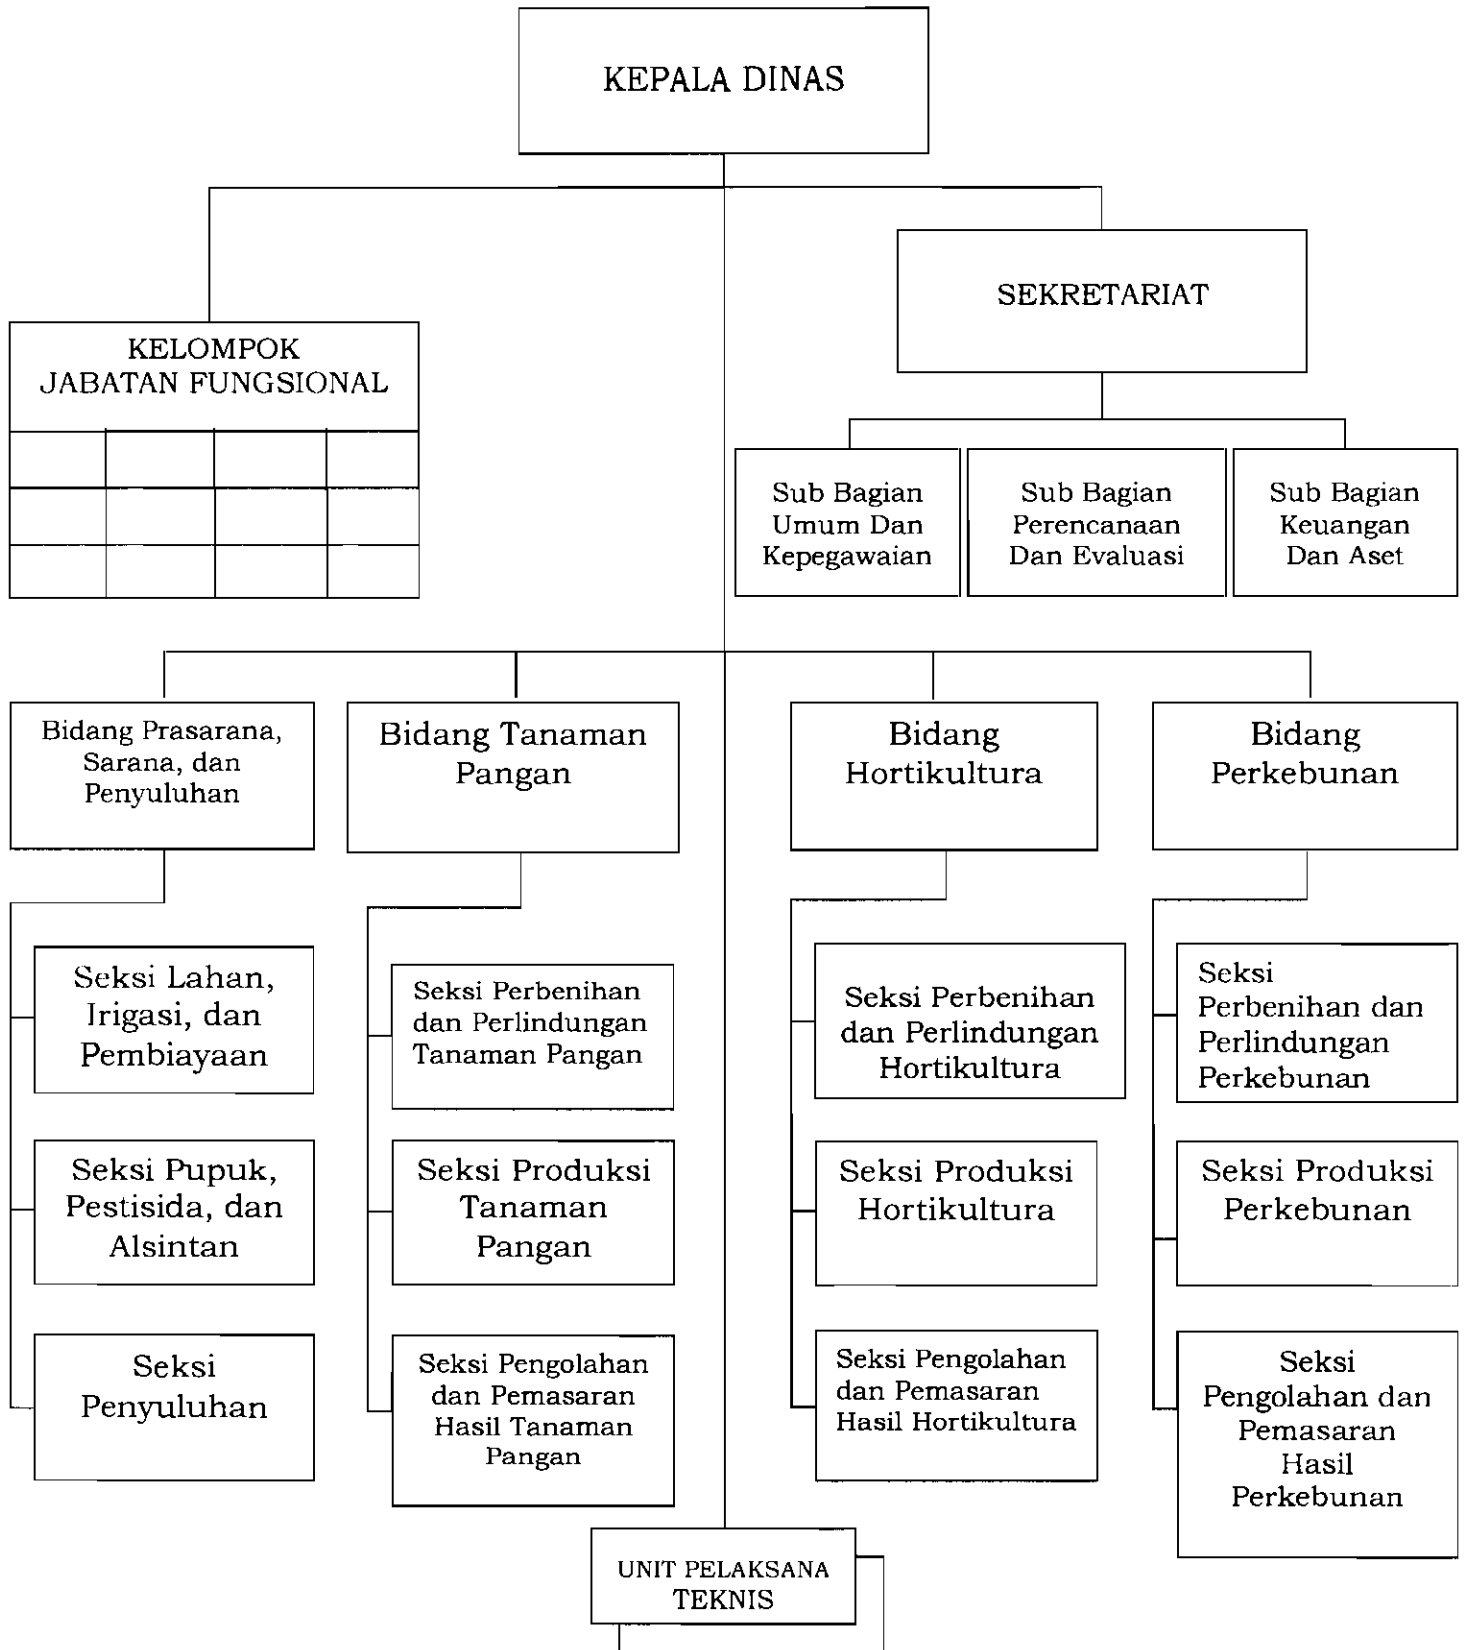 KEPALA DINAS
SEKRETARIAT
KELOMPOK
JABATAN FUNGSIONAL
Sub Bagian
Umum Dan
Kepegawaian
Sub Bagian
Perencanaan
Dan Evaluasi
Sub Bagian
Keuangan
Dan Aset
Bidang Prasarana,
Sarana, dan
Penyuluhan
Bidang Tanaman
Pangan
Bidang
Hortikultura
Bidang
Perkebunan
Seksi Lahan,
Irigasi, dan
Pembiayaan
Seksi Perbenihan
dan Perlindungan
Tanaman Pangan
Seksi Perbenihan
dan Perlindungan
Hortikultura
Seksi
Perbenihan dan
Perlindungan
Perkebunan
Seksi Pupuk,
Pestisida, dan
Alsintan
Seksi Produksi
Tanaman
Pangan
Seksi Produksi
Hortikultura
Seksi Produksi
Perkebunan
Seksi
Penyuluhan
Seksi Pengolahan
dan Pemasaran
Hasil Tanaman
Pangan
Seksi Pengolahan
dan Pemasaran
Hasil Hortikultura
Seksi
Pengolahan dan
Pemasaran
Hasil
Perkebunan
UNIT PELAKSANA
TEKNIS